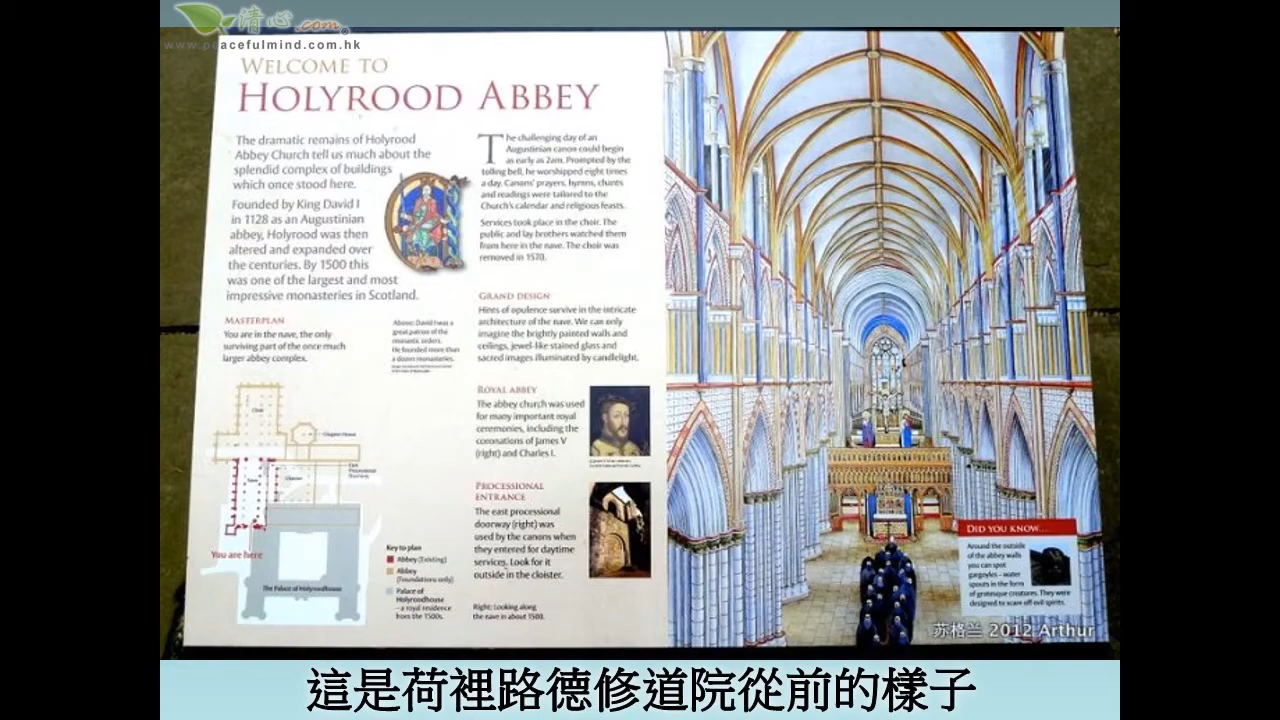 清心.com
www.peacefulmind.com.hk
WELCOME TO
HOLYROOD ABBEY
The dramatic remains of Holyrood
Abbey Church tell us much about the
splendid complex of buildings
which once stood here.
Founded by King David I
in 1128 as an Augustinian
abbey, Holyrood was then
altered and expanded over
the centuries. By 1500 this
was one of the largest and most
impressive monasteries in Scotland.
MASTERPLAN
You are in the nave, the only
surviving part of the once much
larger abbey complex.
Above: David I was a
great patron of the
monastic orders.
He founded more than
a dozen monasteries.
Choir
Chapter House
East
Processional
Doorway
Nave
Cloister
You are here
The Palace of Holyroodhouse
Key to plan
Abbey (Existing)
Abbey
(Foundations only)
Palace of
Holyroodhouse
– a royal residence
from the 1500s.
The challenging day of an
Augustinian canon could begin
as early as 2am. Prompted by the
tolling bell, he worshipped eight times
a day. Canons' prayers, hymns, chants
and readings were tailored to the
Church's calendar and religious feasts.
Services took place in the choir. The
public and lay brothers watched them
from here in the nave. The choir was
removed in 1570.
GRAND DESIGN
Hints of opulence survive in the intricate
architecture of the nave. We can only
imagine the brightly painted walls and
ceilings, jewel-like stained glass and
sacred images illuminated by candlelight.
ROYAL ABBEY
The abbey church was used
for many important royal
ceremonies, including the
coronations of James V
(right) and Charles I.
PROCESSIONAL
ENTRANCE
The east processional
doorway (right) was
used by the canons when
they entered for daytime
services. Look for it
outside in the cloister.
Right: Looking along
the nave in about 1500.
DID YOU KNOW...
Around the outside
of the abbey walls
you can spot
gargoyles – water
spouts in the form
of grotesque creatures. They were
designed to scare off evil spirits.
苏格兰 2012 Arthur
這是荷裡路德修道院從前的樣子